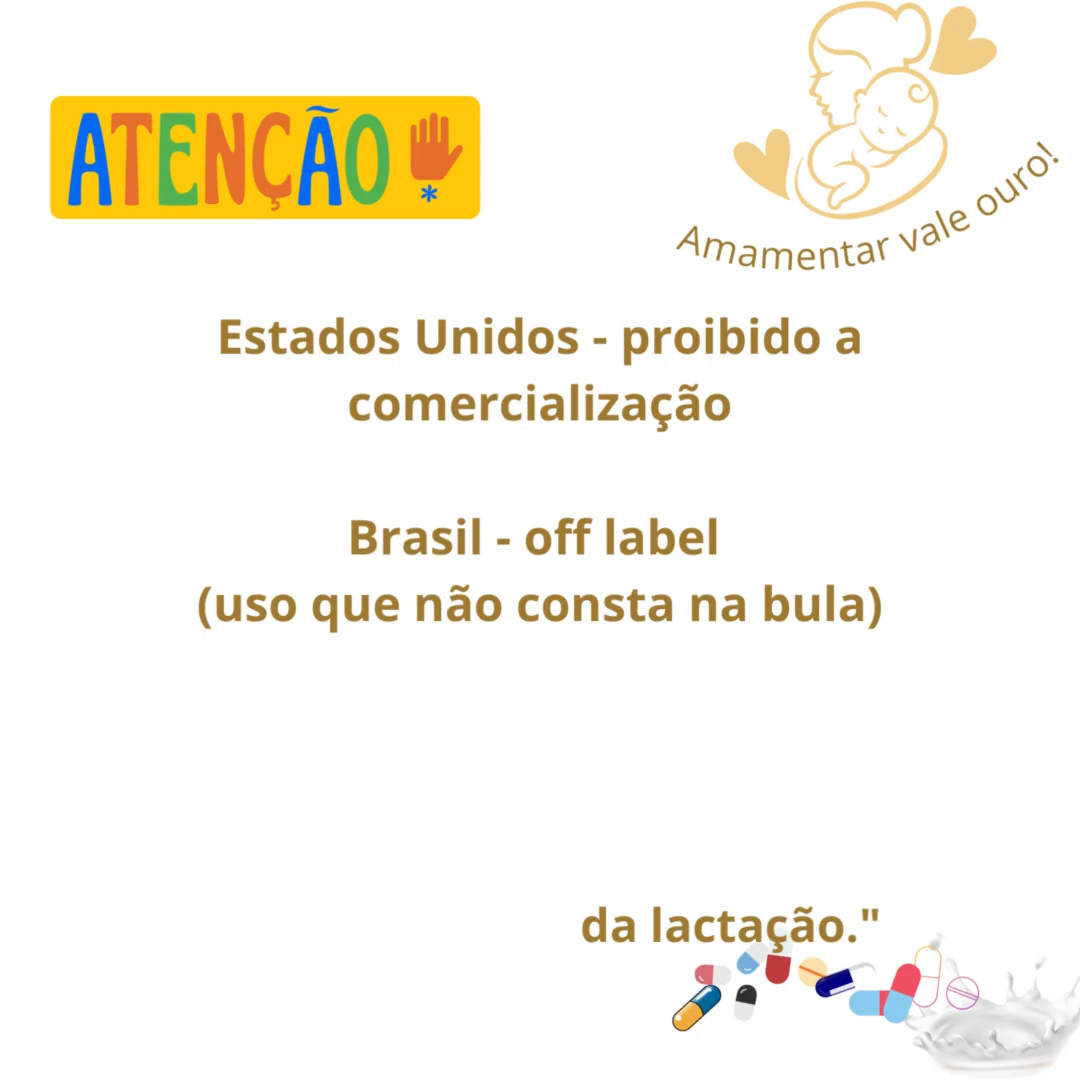 ATENÇÃO
*
Amamentar vale ouro!
Estados Unidos - proibido a
comercialização
Brasil - off label
(uso que não consta na bula)
da lactação."